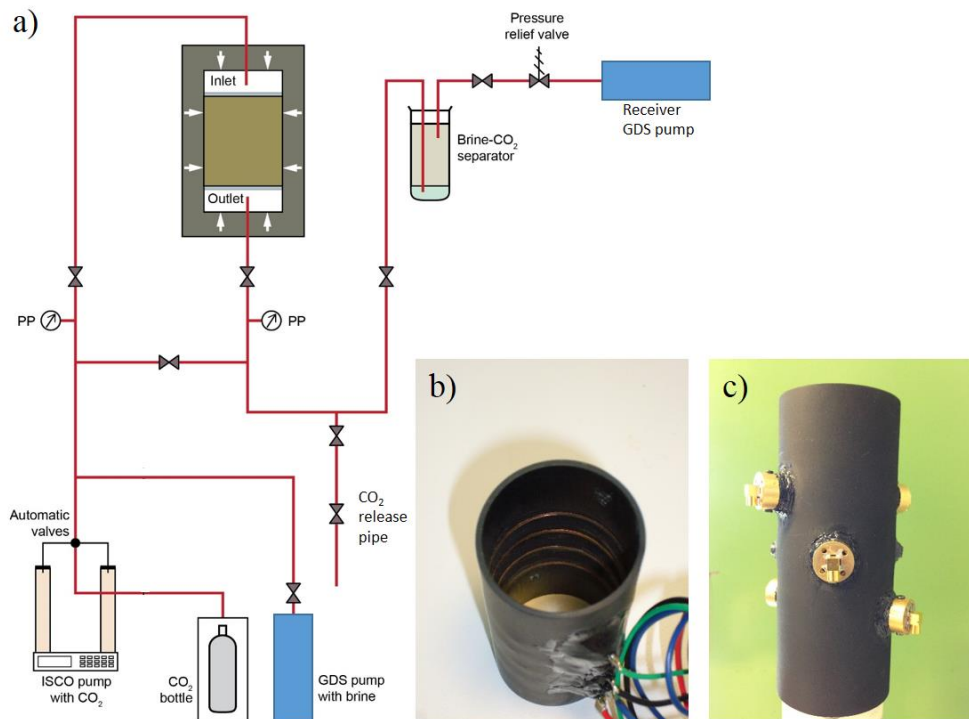 a)
Inlet
Outlet
Pressure
relief valve
Receiver
GDS pump
Brine-CO₂
separator
PP
PP
b)
c)
CO₂
release
pipe
Automatic
valves
ISCO pump
with CO₂
CO₂
bottle
GDS pump
with brine